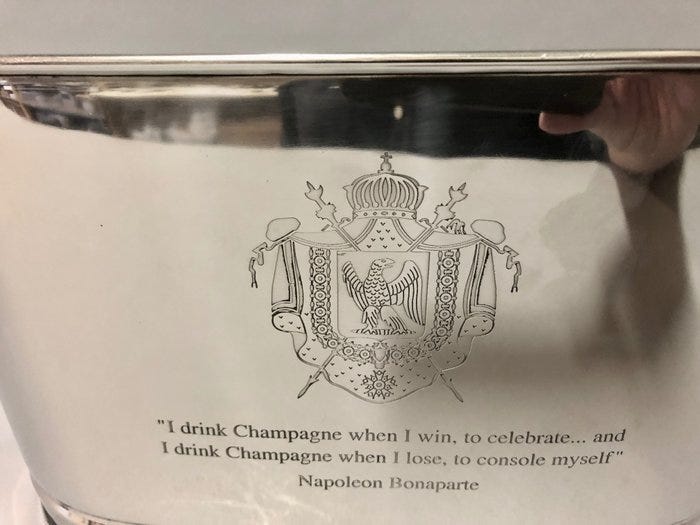 "I drink Champagne when I win, to celebrate... and
I drink Champagne when I lose, to console myself"
Napoleon Bonaparte